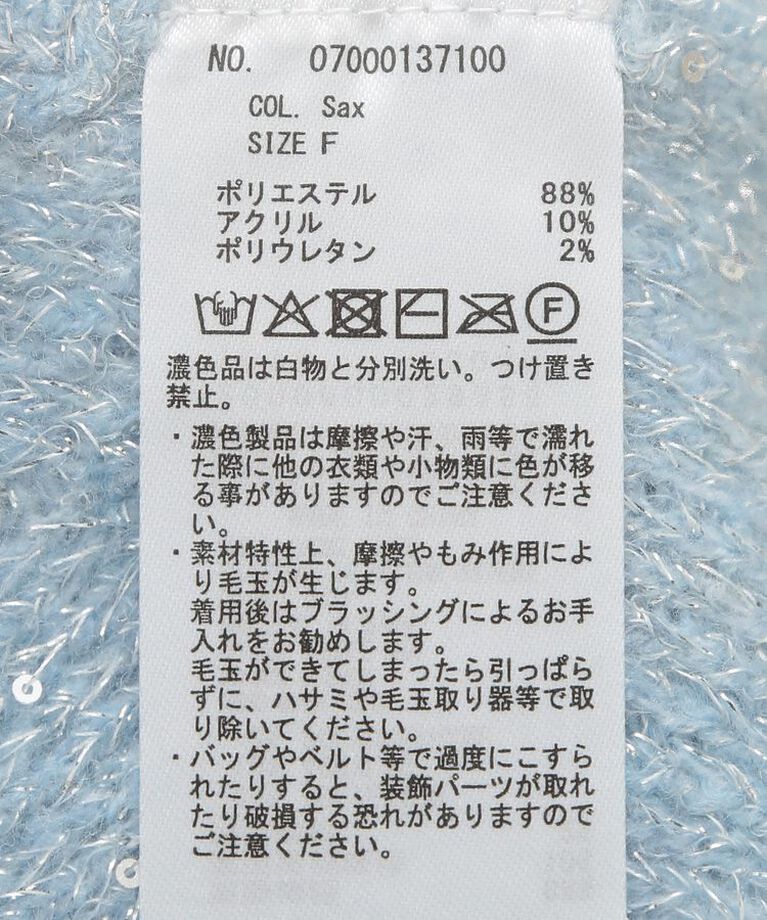 NO. 07000137100
COL. Sax
SIZE F
ポリエステル 88%
アクリル 10%
ポリウレタン 2%
F
濃色品は白物と分別洗い。つけ置き
禁止。
・濃色製品は摩擦や汗、雨等で濡れ
た際に他の衣類や小物類に色が移
る事がありますのでご注意くださ
い。
・素材特性上、摩擦やもみ作用によ
り毛玉が生じます。
着用後はブラッシングによるお手
入れをお勧めします。
毛玉ができてしまったら引っぱら
ずに、ハサミや毛玉取り器等で取
り除いてください。
・バッグやベルト等で過度にこすら
れたりすると、装飾パーツが取れ
たり破損する恐れがありますので
ご注意ください。